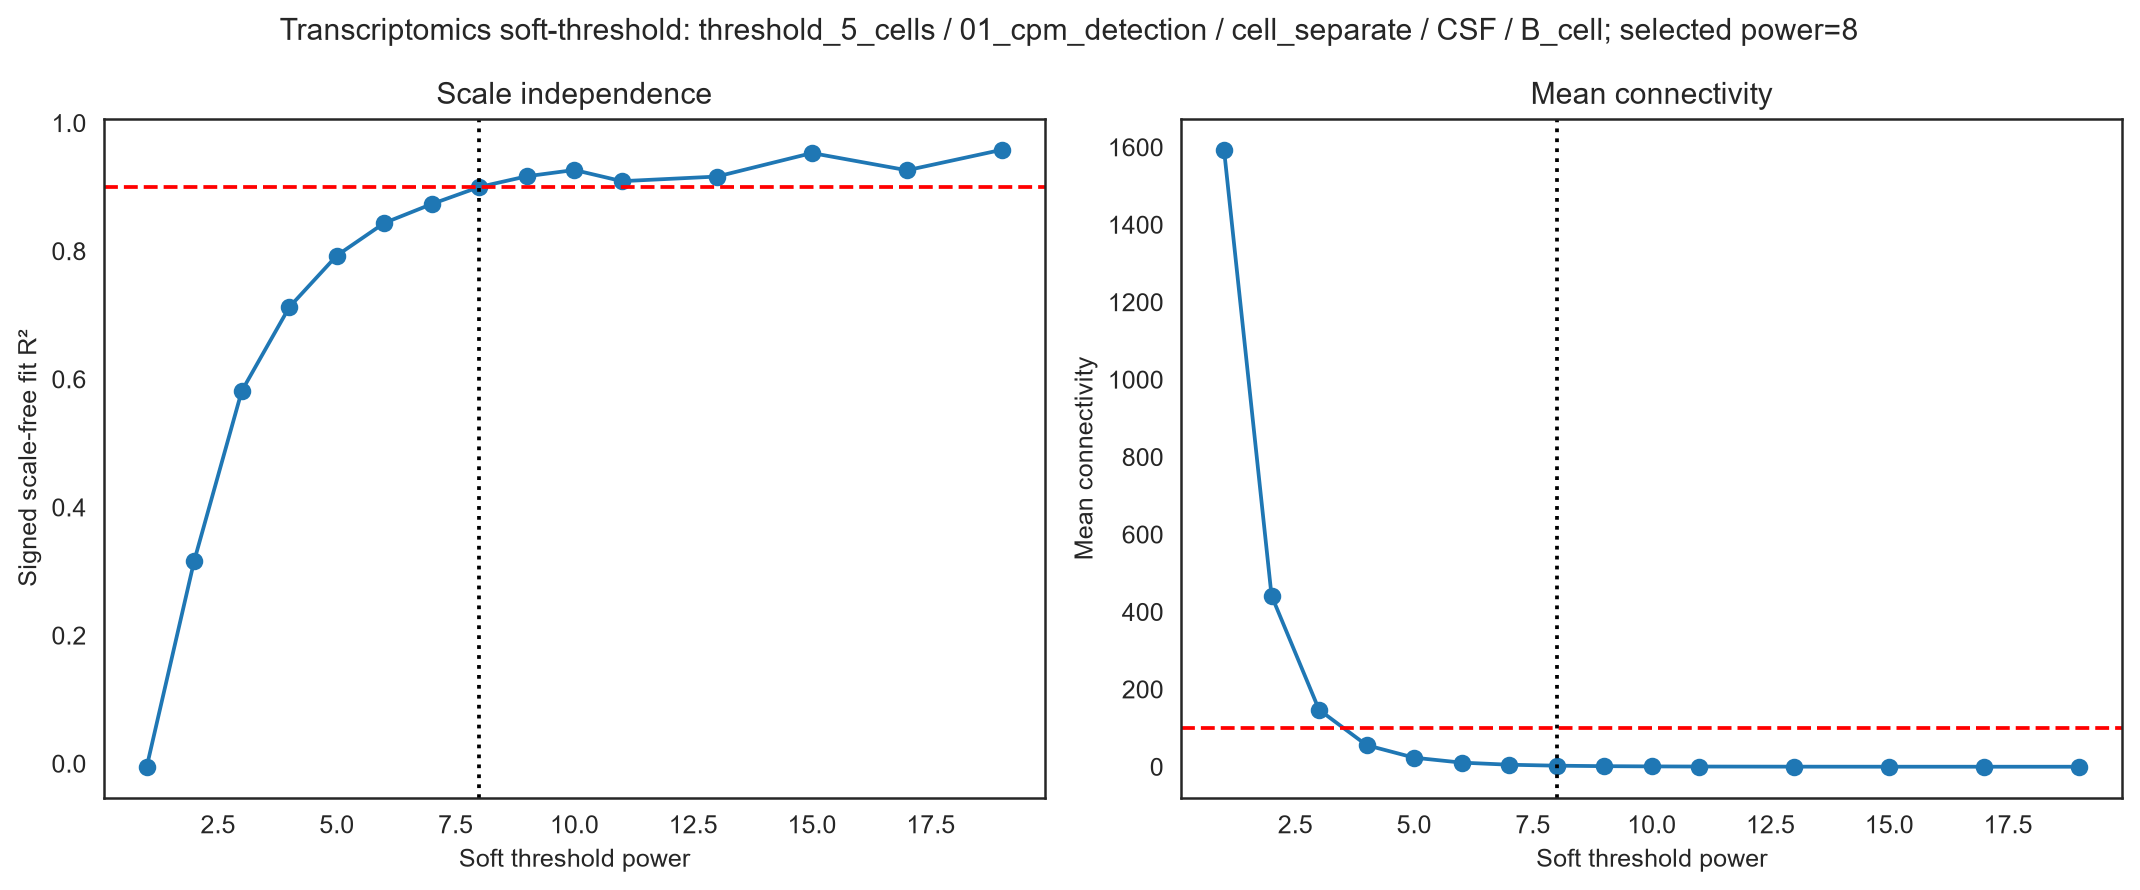 Transcriptomics soft-threshold: threshold_5_cells / 01_cpm_detection / cell_separate / CSF / B_cell; selected power=8
Scale independence
Signed scale-free fit R²
1.0
0.8
0.6
0.4
0.2
0.0
2.5 5.0 7.5 10.0 12.5 15.0 17.5
Soft threshold power
Mean connectivity
Mean connectivity
1600
1400
1200
1000
800
600
400
200
0
2.5 5.0 7.5 10.0 12.5 15.0 17.5
Soft threshold power